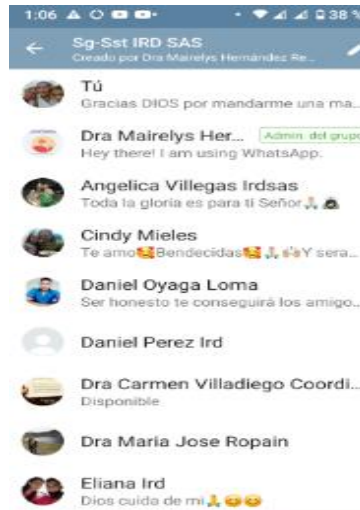 1:06 38 %
Sg-Sst IRD SAS
Creado por Dra Mairelys Hernández Re...
Tú
Gracias DIOS por mandarme una ma...
Dra Mairelys Her... Admin. del grupo
Hey there! I am using WhatsApp.
Angelica Villegas Irdsas
Toda la gloria es para ti Señor🙏
Cindy Mieles
Te amo🥰Bendecidas🥰🙏🙌Y sera...
Daniel Oyaga Loma
Ser honesto te conseguirá los amigo...
Daniel Perez Ird
Dra Carmen Villadiego Coordi...
Disponible
Dra Maria Jose Ropain
Eliana Ird
Dios cuida de mi🙏😊😊